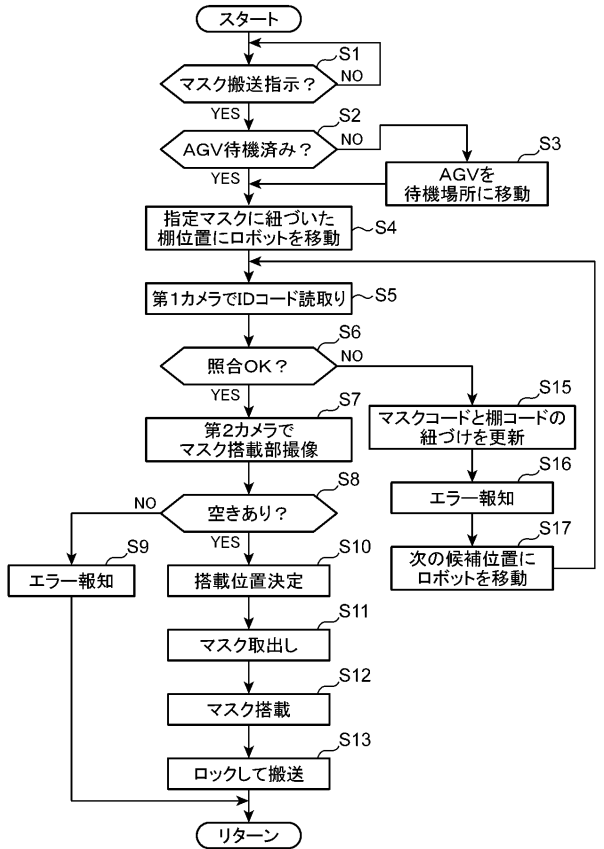 スタート
S1
マスク搬送指示？
NO
YES
S2
AGV待機済み？
NO
YES
S3
AGVを
待機場所に移動
指定マスクに紐づいた
棚位置にロボットを移動
S4
第1カメラでIDコード読取り
S5
S6
照合OK？
NO
YES
S7
第2カメラで
マスク搭載部撮像
S15
マスクコードと棚コードの
紐づけを更新
S16
エラー報知
S17
次の候補位置に
ロボットを移動
S8
空きあり？
NO
YES
S9
エラー報知
S10
搭載位置決定
S11
マスク取出し
S12
マスク搭載
S13
ロックして搬送
リターン